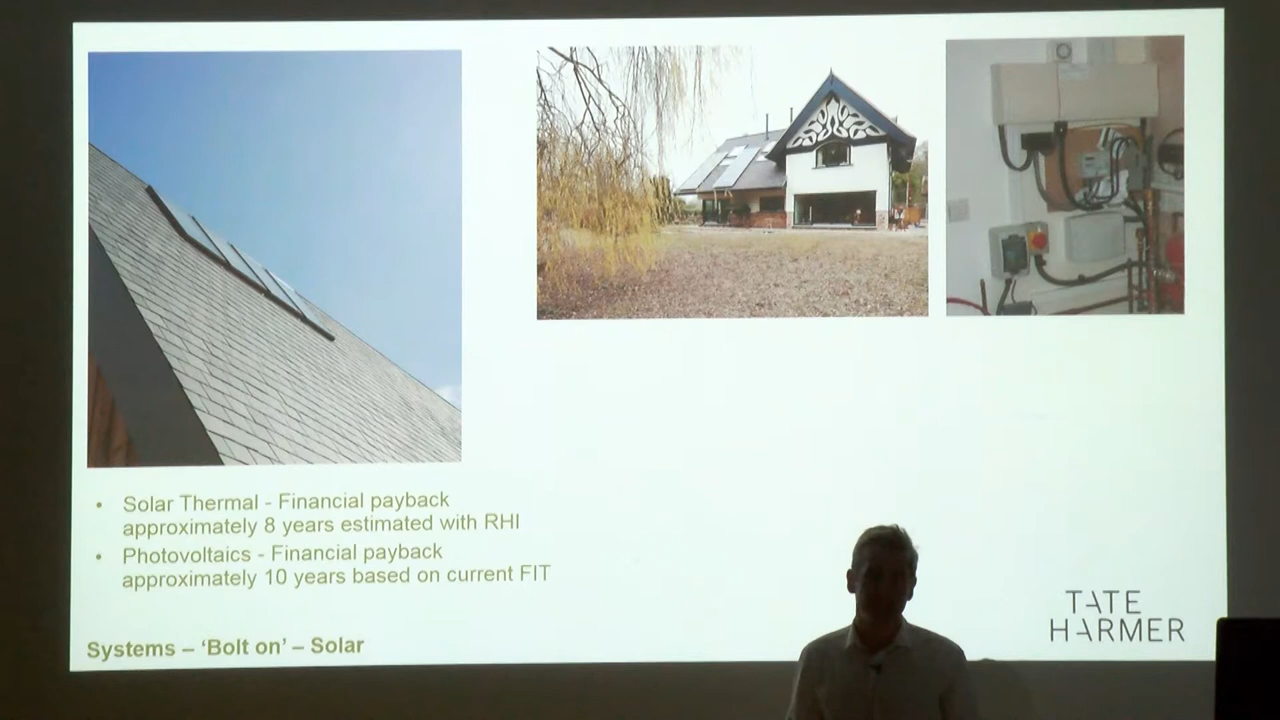 • Solar Thermal - Financial payback
approximately 8 years estimated with RHI
• Photovoltaics - Financial payback
approximately 10 years based on current FIT
Systems – ‘Bolt on’ – Solar
TATE
HARMER